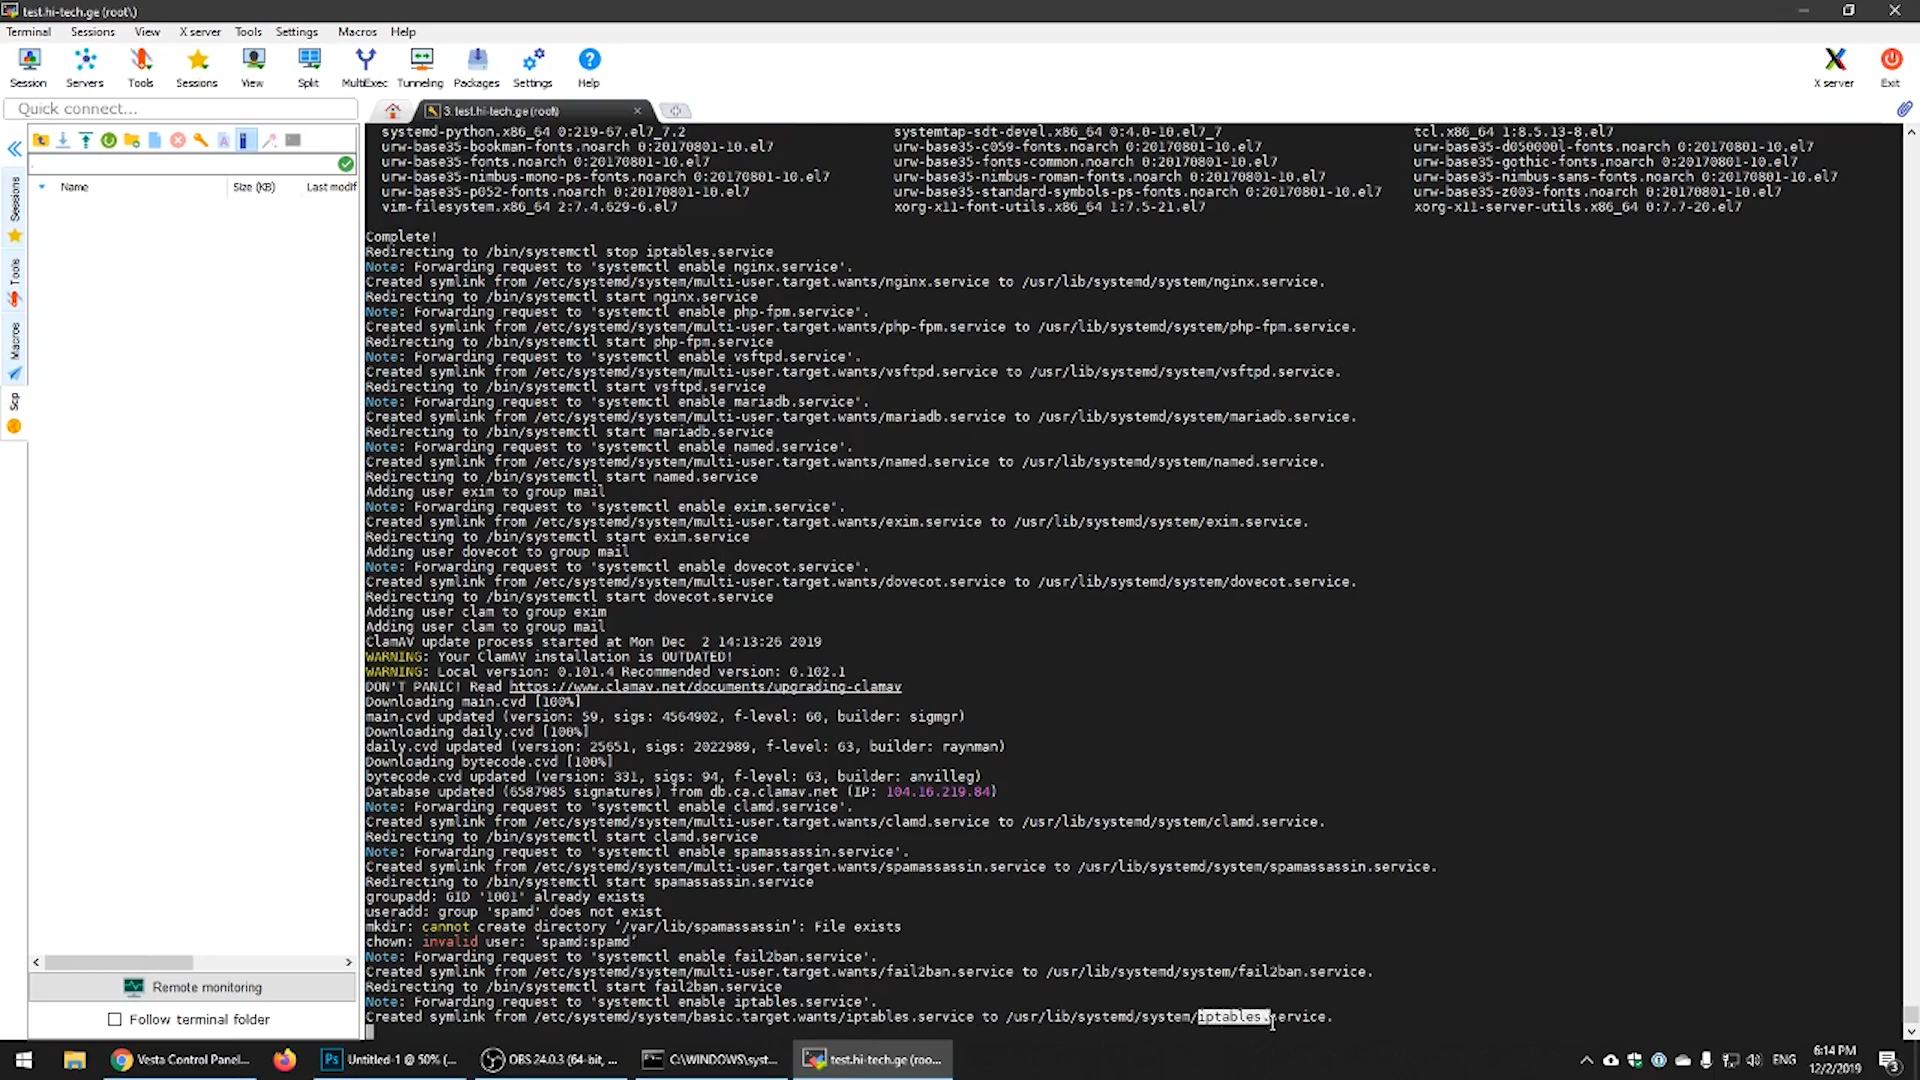 test.hi-tech.ge (root\)
Terminal Sessions View X server Tools Settings Macros Help
Session Servers Tools Sessions View Split MultiExec Tunneling Packages Settings Help X server Exit
Quick connect...
3. test.hi-tech.ge (root\)
Name Size (KB) Last modif
Sessions
Tools
Macros
Scp
systemd-python.x86_64 0:219-67.el7_7.2 systemtap-sdt-devel.x86_64 0:4.0-10.el7_7 tcl.x86_64 1:8.5.13-8.el7
urw-base35-bookman-fonts.noarch 0:20170801-10.el7 urw-base35-c059-fonts.noarch 0:20170801-10.el7 urw-base35-d050000l-fonts.noarch 0:20170801-10.el7
urw-base35-fonts.noarch 0:20170801-10.el7 urw-base35-fonts-common.noarch 0:20170801-10.el7 urw-base35-gothic-fonts.noarch 0:20170801-10.el7
urw-base35-nimbus-mono-ps-fonts.noarch 0:20170801-10.el7 urw-base35-nimbus-roman-fonts.noarch 0:20170801-10.el7 urw-base35-nimbus-sans-fonts.noarch 0:20170801-10.el7
urw-base35-p052-fonts.noarch 0:20170801-10.el7 urw-base35-standard-symbols-ps-fonts.noarch 0:20170801-10.el7 urw-base35-z003-fonts.noarch 0:20170801-10.el7
vim-filesystem.x86_64 2:7.4.629-6.el7 xorg-x11-font-utils.x86_64 1:7.5-21.el7 xorg-x11-server-utils.x86_64 0:7.7-20.el7
Complete!
Redirecting to /bin/systemctl stop iptables.service
Note: Forwarding request to 'systemctl enable nginx.service'.
Created symlink from /etc/systemd/system/multi-user.target.wants/nginx.service to /usr/lib/systemd/system/nginx.service.
Redirecting to /bin/systemctl start nginx.service
Note: Forwarding request to 'systemctl enable php-fpm.service'.
Created symlink from /etc/systemd/system/multi-user.target.wants/php-fpm.service to /usr/lib/systemd/system/php-fpm.service.
Redirecting to /bin/systemctl start php-fpm.service
Note: Forwarding request to 'systemctl enable vsftpd.service'.
Created symlink from /etc/systemd/system/multi-user.target.wants/vsftpd.service to /usr/lib/systemd/system/vsftpd.service.
Redirecting to /bin/systemctl start vsftpd.service
Note: Forwarding request to 'systemctl enable mariadb.service'.
Created symlink from /etc/systemd/system/multi-user.target.wants/mariadb.service to /usr/lib/systemd/system/mariadb.service.
Redirecting to /bin/systemctl start mariadb.service
Note: Forwarding request to 'systemctl enable named.service'.
Created symlink from /etc/systemd/system/multi-user.target.wants/named.service to /usr/lib/systemd/system/named.service.
Redirecting to /bin/systemctl start named.service
Adding user exim to group mail
Note: Forwarding request to 'systemctl enable exim.service'.
Created symlink from /etc/systemd/system/multi-user.target.wants/exim.service to /usr/lib/systemd/system/exim.service.
Redirecting to /bin/systemctl start exim.service
Adding user dovecot to group mail
Note: Forwarding request to 'systemctl enable dovecot.service'.
Created symlink from /etc/systemd/system/multi-user.target.wants/dovecot.service to /usr/lib/systemd/system/dovecot.service.
Redirecting to /bin/systemctl start dovecot.service
Adding user clam to group exim
Adding user clam to group mail
ClamAV update process started at Mon Dec  2 14:13:26 2019
WARNING: Your ClamAV installation is OUTDATED!
WARNING: Local version: 0.101.4 Recommended version: 0.102.1
DON'T PANIC! Read https://www.clamav.net/documents/upgrading-clamav
Downloading main.cvd [100%]
main.cvd updated (version: 59, sigs: 4564902, f-level: 60, builder: sigmgr)
Downloading daily.cvd [100%]
daily.cvd updated (version: 25651, sigs: 2022989, f-level: 63, builder: raynman)
Downloading bytecode.cvd [100%]
bytecode.cvd updated (version: 331, sigs: 94, f-level: 63, builder: anvilleg)
Database updated (6587985 signatures) from db.ca.clamav.net (IP: 104.16.219.84)
Note: Forwarding request to 'systemctl enable clamd.service'.
Created symlink from /etc/systemd/system/multi-user.target.wants/clamd.service to /usr/lib/systemd/system/clamd.service.
Redirecting to /bin/systemctl start clamd.service
Note: Forwarding request to 'systemctl enable spamassassin.service'.
Created symlink from /etc/systemd/system/multi-user.target.wants/spamassassin.service to /usr/lib/systemd/system/spamassassin.service.
Redirecting to /bin/systemctl start spamassassin.service
groupadd: GID '1001' already exists
useradd: group 'spamd' does not exist
mkdir: cannot create directory ‘/var/lib/spamassassin’: File exists
chown: invalid user: ‘spamd:spamd’
Note: Forwarding request to 'systemctl enable fail2ban.service'.
Created symlink from /etc/systemd/system/multi-user.target.wants/fail2ban.service to /usr/lib/systemd/system/fail2ban.service.
Redirecting to /bin/systemctl start fail2ban.service
Note: Forwarding request to 'systemctl enable iptables.service'.
Created symlink from /etc/systemd/system/basic.target.wants/iptables.service to /usr/lib/systemd/system/iptables.service.
Remote monitoring
Follow terminal folder
Vesta Control Panel... Untitled-1 @ 50% (... OBS 24.0.3 (64-bit, ... C:\WINDOWS\syst... test.hi-tech.ge (roo... ENG 6:14 PM
12/2/2019
3